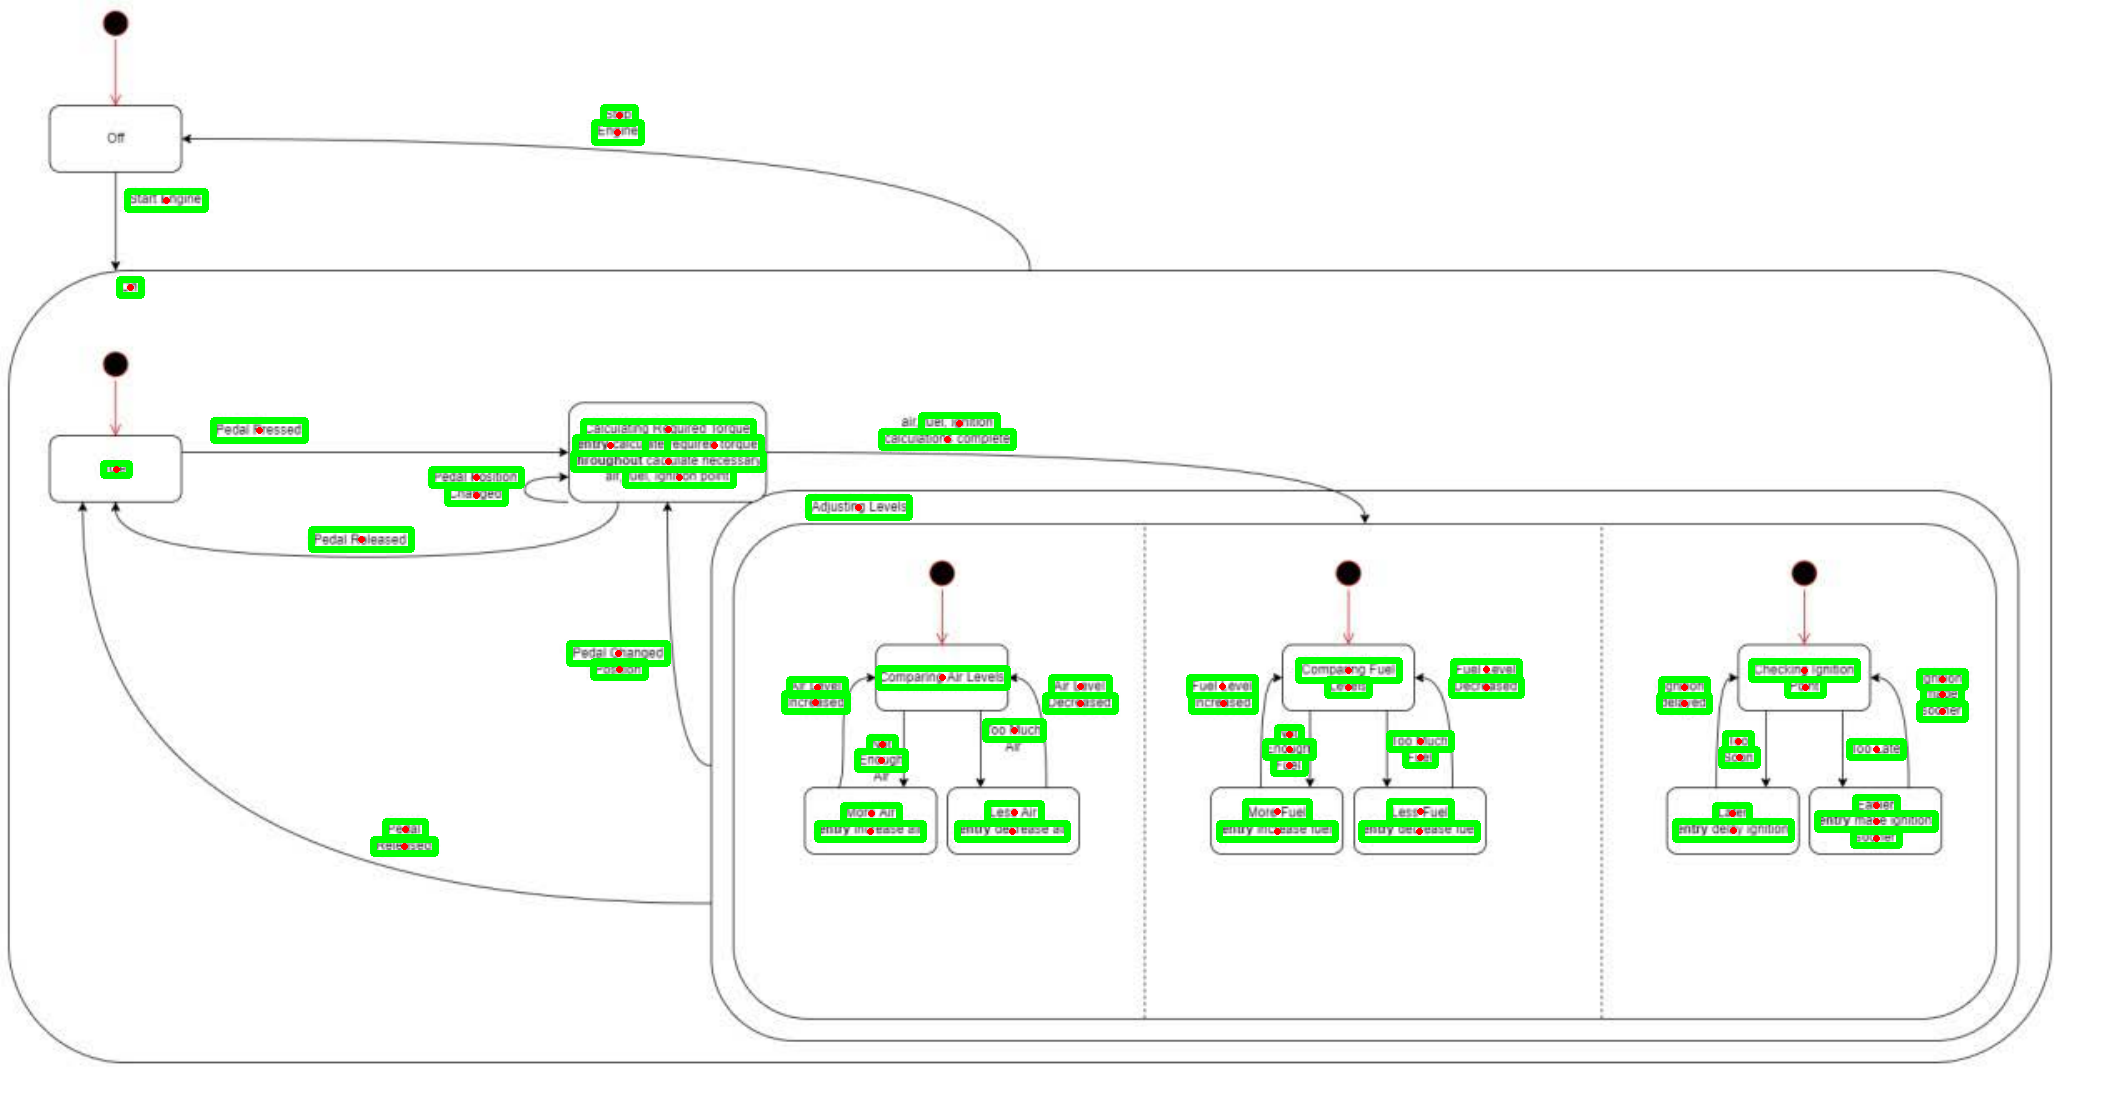 Off
Stop
Engine
Start Engine
Pedal Pressed
Calculating Required Torque
entry calculate required torque
throughout calculate necessary
air, fuel, ignition point
air, fuel, ignition
calculations complete
Pedal Position
Changed
Pedal Released
Adjusting Levels
Pedal Changed
Position
Pedal
Released
Comparing Air Levels
Air Level
Increased
Air Level
Decreased
Enough
Air
Too Much
Air
More Air
entry increase air
Less Air
entry decrease air
Comparing Fuel
Levels
Fuel Level
Increased
Fuel Level
Decreased
Enough
Fuel
Too Much
Fuel
More Fuel
entry increase fuel
Less Fuel
entry decrease fuel
Checking Ignition
Point
Ignition
Delayed
Ignition
sooner
Too
Soon
Too Late
Later
entry delay ignition
Earlier
entry make ignition
sooner